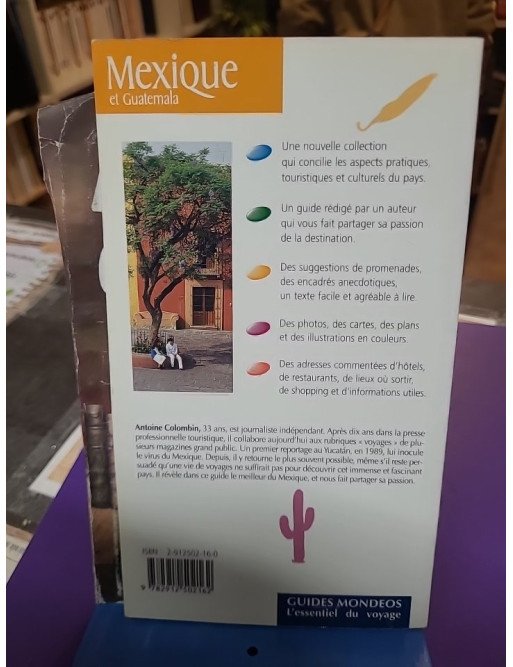 Mexique
et Guatemala
Une nouvelle collection
qui concilie les aspects pratiques,
touristiques et culturels du pays.
Un guide rédigé par un auteur
qui vous fait partager sa passion
de la destination.
Des suggestions de promenades,
des encadrés anecdotiques,
un texte facile et agréable à lire.
Des photos, des cartes, des plans
et des illustrations en couleurs.
Des adresses commentées d'hôtels,
de restaurants, de lieux où sortir,
de shopping et d'informations utiles.
Antoine Colombin, 33 ans, est journaliste indépendant. Après dix ans dans la presse
professionnelle touristique, il collabore aujourd'hui aux rubriques « voyages » de plu-
sieurs magazines grand public. Un premier reportage au Yucatán, en 1989, lui inocule
le virus du Mexique. Depuis, il y retourne le plus souvent possible, même s'il reste per-
suadé qu'une vie de voyages ne suffirait pas pour découvrir cet immense et fascinant
pays. Il révèle dans ce guide le meilleur du Mexique, et nous fait partager sa passion.
ISBN 2-912502-16-0
9 782912 502162
GUIDES MONDEOS
L'essentiel du voyage